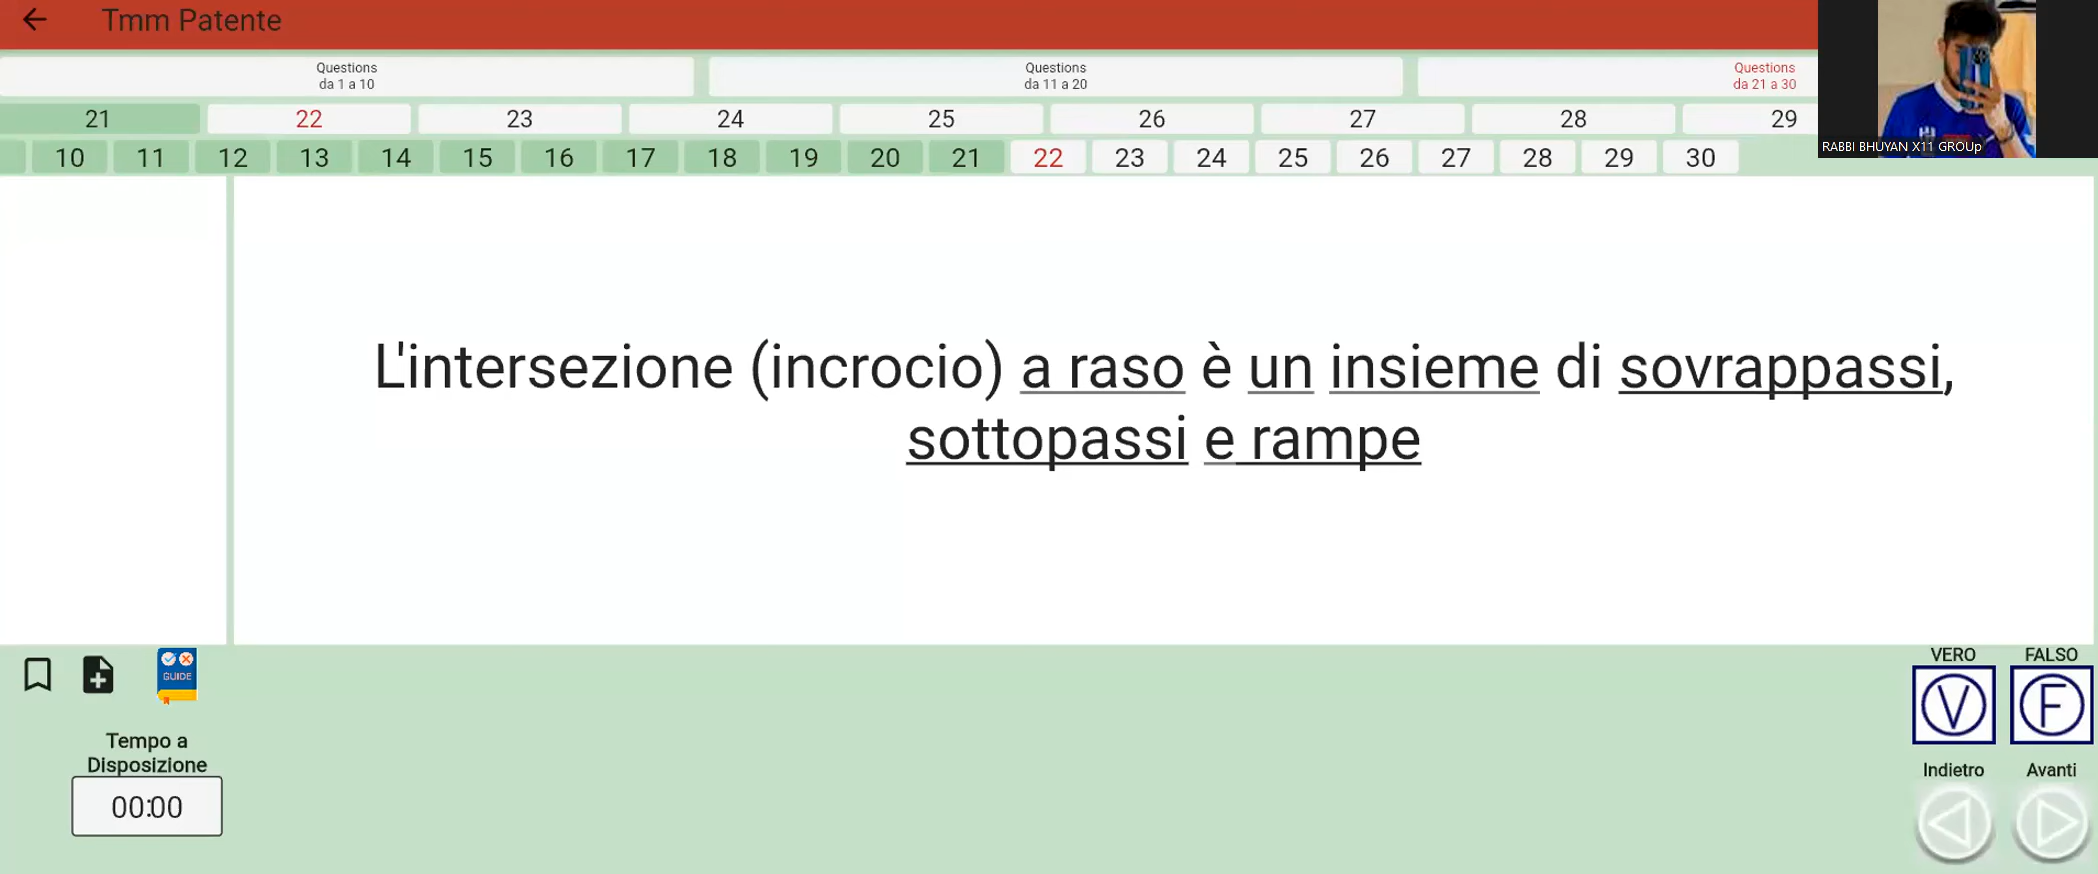 Tmm Patente
Questions
da 1 a 10
Questions
da 11 a 20
Questions
da 21 a 30
21 22 23 24 25 26 27 28 29
10 11 12 13 14 15 16 17 18 19 20 21 22 23 24 25 26 27 28 29 30
RABBI BHUYAN X11 GROUp
L'intersezione (incrocio) a raso è un insieme di sovrappassi,
sottopassi e rampe
GUIDE
VERO FALSO
V F
Tempo a
Disposizione
00:00
Indietro Avanti